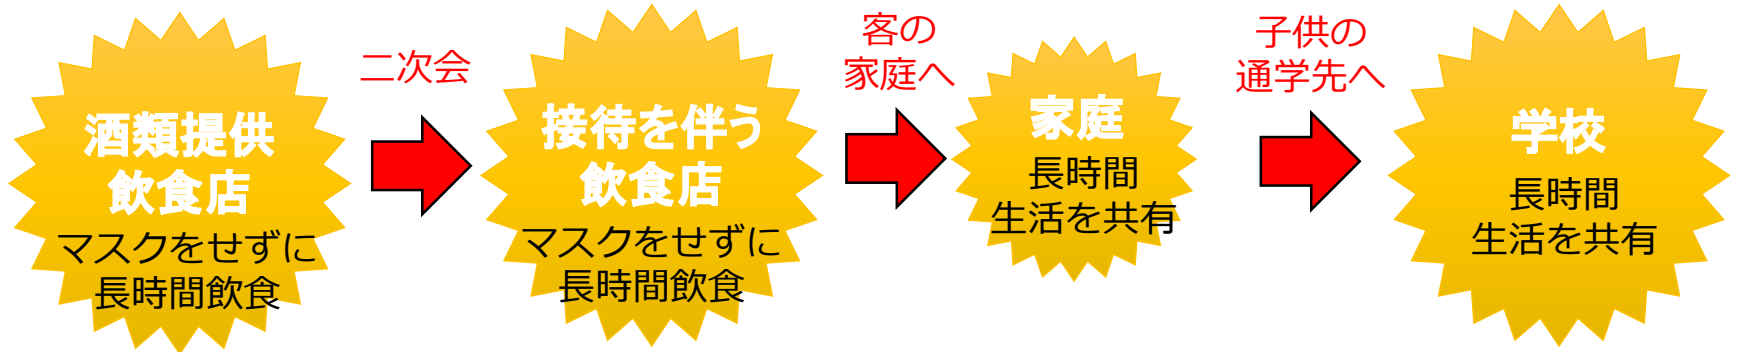 酒類提供
飲食店
マスクをせずに
長時間飲食
二次会
接待を伴う
飲食店
マスクをせずに
長時間飲食
客の
家庭へ
家庭
長時間
生活を共有
子供の
通学先へ
学校
長時間
生活を共有